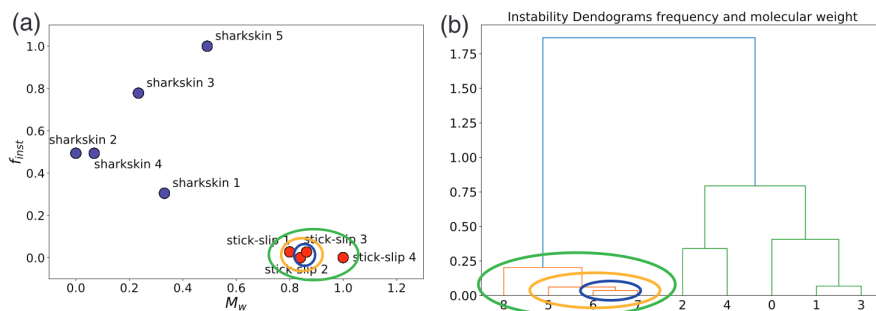 (a)
sharkskin 5
sharkskin 3
sharkskin 2
sharkskin 4
sharkskin 1
stick-slip 1
stick-slip 3
stick-slip 2
stick-slip 4
f_inst
1.0
0.8
0.6
0.4
0.2
0.0
0.0 0.2 0.4 0.6 0.8 1.0 1.2
M_w
(b)
Instability Dendograms frequency and molecular weight
1.75
1.50
1.25
1.00
0.75
0.50
0.25
0.00
8 5 6 7 2 4 0 1 3